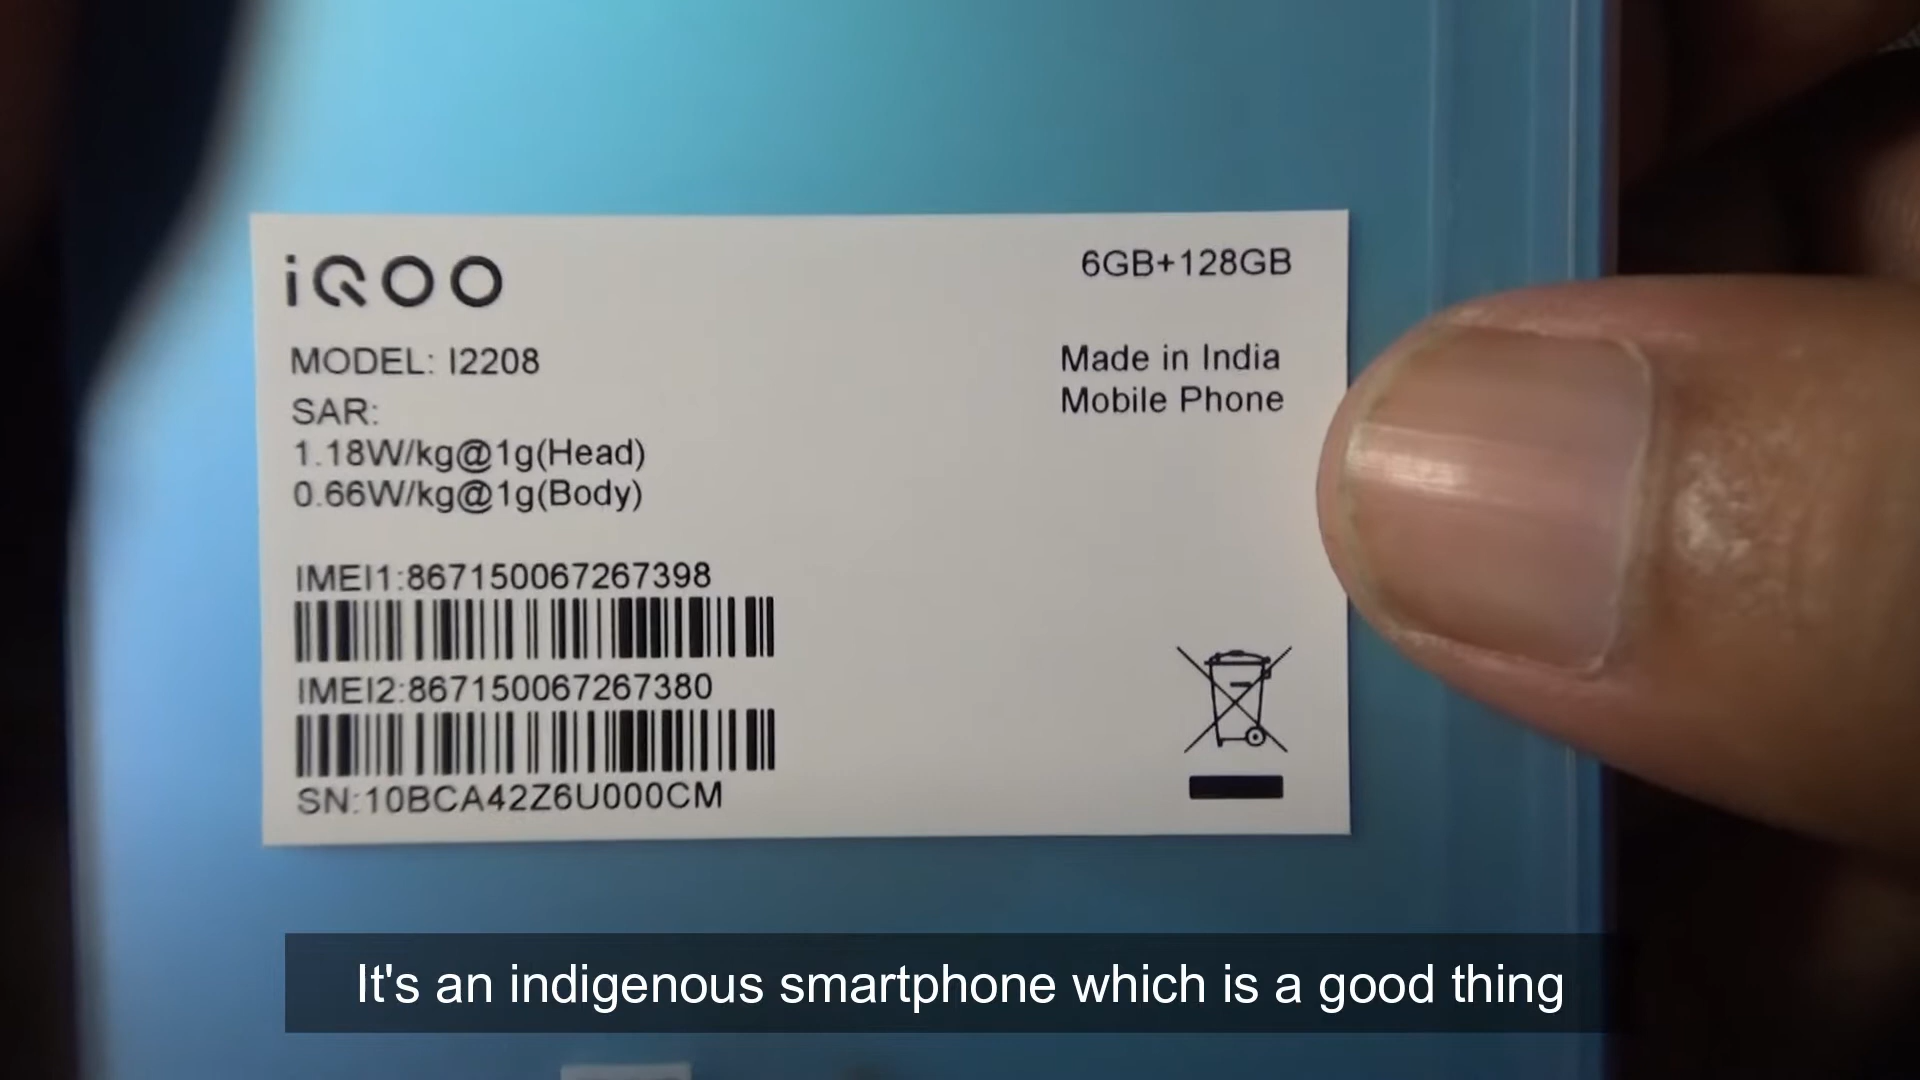 iQOO
6GB+128GB
MODEL: I2208
Made in India
SAR:
Mobile Phone
1.18W/kg@1g(Head)
0.66W/kg@1g(Body)
IMEI1:867150067267398
IMEI2:867150067267380
SN:10BCA42Z6U000CM
It's an indigenous smartphone which is a good thing